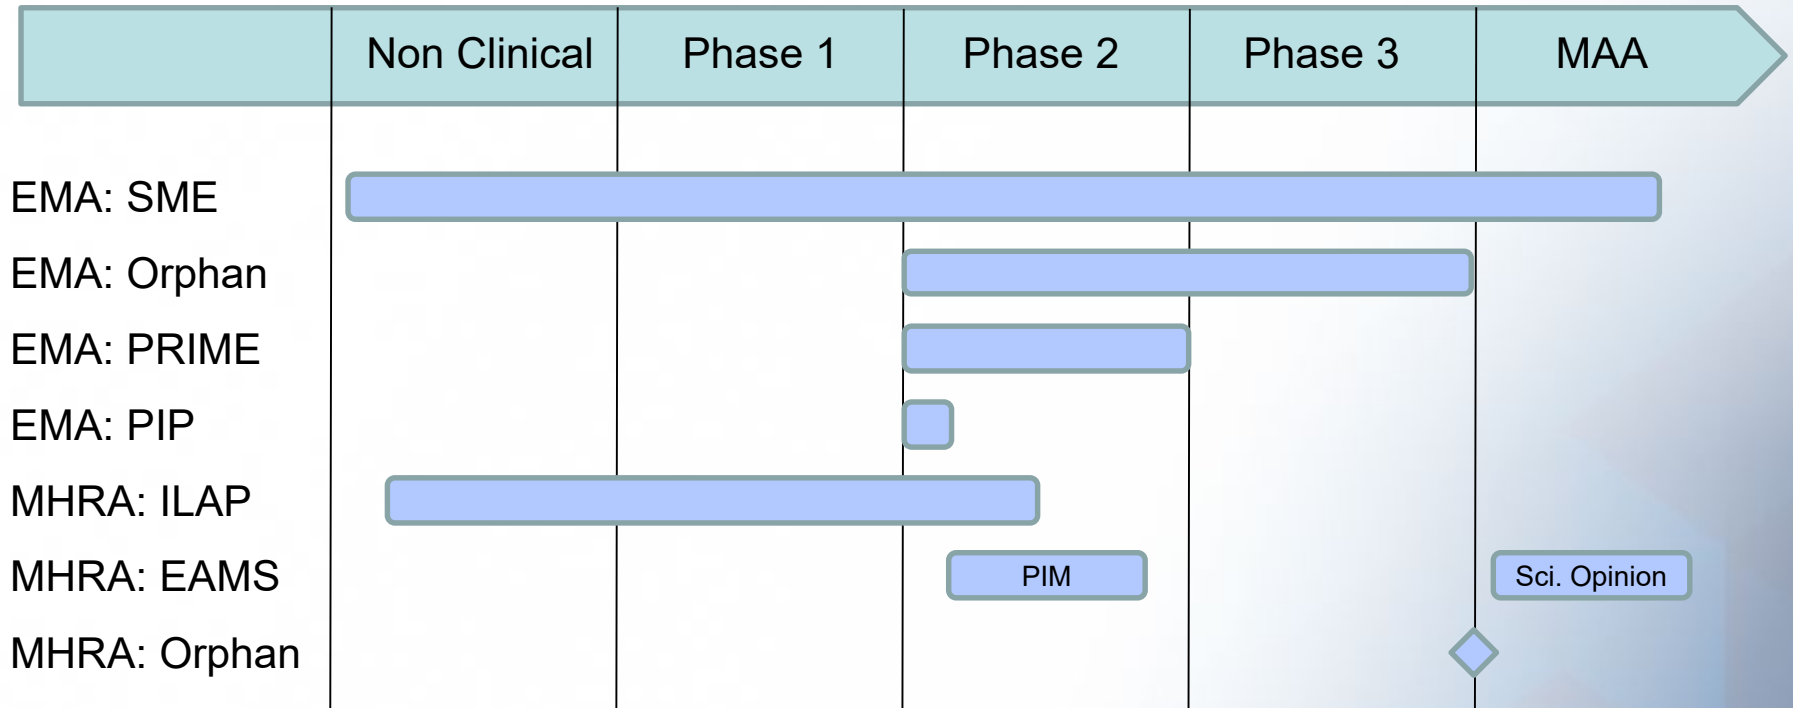 Non Clinical Phase 1 Phase 2 Phase 3 MAA
EMA: SME
EMA: Orphan
EMA: PRIME
EMA: PIP
MHRA: ILAP
MHRA: EAMS PIM Sci. Opinion
MHRA: Orphan